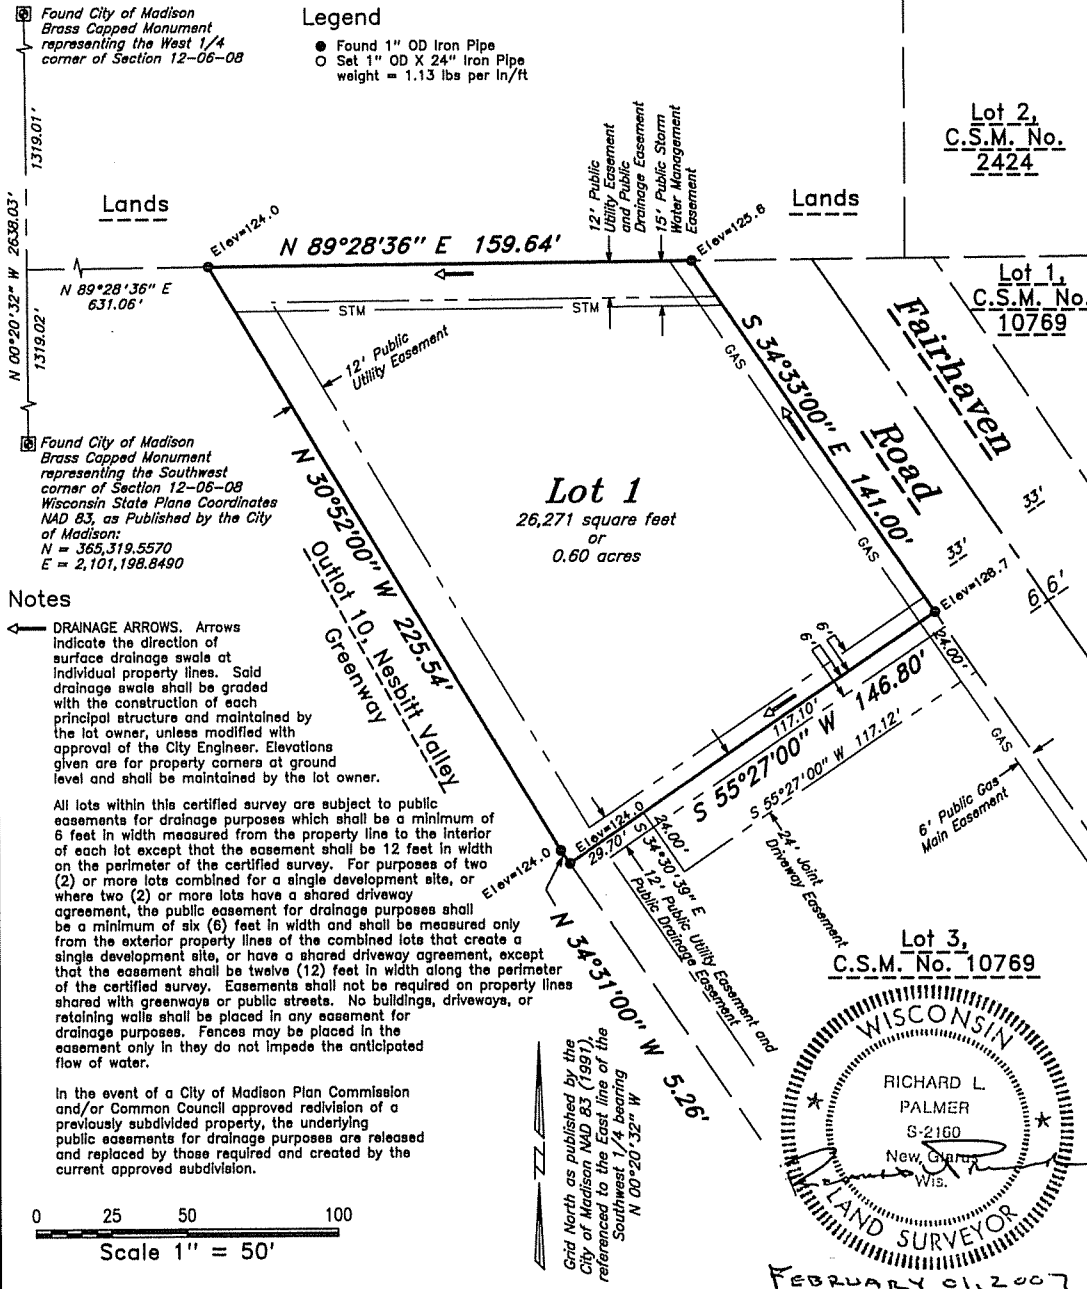 Found City of Madison
Brass Capped Monument
representing the West 1/4
corner of Section 12-06-08
Legend
Found 1" OD Iron Pipe
Set 1" OD X 24" Iron Pipe
weight = 1.13 lbs per ln/ft
1319.01'
N 00°20'32" W 2638.03'
1319.02'
Lands
Elev=124.0
N 89°28'36" E 159.64'
12' Public
Utility Easement
and Public
Drainage Easement
15' Public Storm
Water Management
Easement
Elev=125.6
Lands
Lot 2,
C.S.M. No.
2424
N 89°28'36" E
631.06'
Lot 1,
C.S.M. No.
10769
STM
STM
12' Public
Utility Easement
GAS
S 34°33'00" E 141.00'
GAS
Fairhaven
Road
33'
33'
66'
Found City of Madison
Brass Capped Monument
representing the Southwest
corner of Section 12-06-08
Wisconsin State Plane Coordinates
NAD 83, as Published by the City
of Madison:
N = 365,319.5570
E = 2,101,198.8490
Lot 1
26,271 square feet
or
0.60 acres
N 30°52'00" W 225.54'
Outlot 10, Nesbitt Valley
Greenway
Elev=126.7
Notes
DRAINAGE ARROWS. Arrows
indicate the direction of
surface drainage swale at
individual property lines. Said
drainage swale shall be graded
with the construction of each
principal structure and maintained by
the lot owner, unless modified with
approval of the City Engineer. Elevations
given are for property corners at ground
level and shall be maintained by the lot owner.
All lots within this certified survey are subject to public
easements for drainage purposes which shall be a minimum of
6 feet in width measured from the property line to the interior
of each lot except that the easement shall be 12 feet in width
on the perimeter of the certified survey. For purposes of two
(2) or more lots combined for a single development site, or
where two (2) or more lots have a shared driveway
agreement, the public easement for drainage purposes shall
be a minimum of six (6) feet in width and shall be measured only
from the exterior property lines of the combined lots that create a
single development site, or have a shared driveway agreement, except
that the easement shall be twelve (12) feet in width along the perimeter
of the certified survey. Easements shall not be required on property lines
shared with greenways or public streets. No buildings, driveways, or
retaining walls shall be placed in any easement for
drainage purposes. Fences may be placed in the
easement only in they do not impede the anticipated
flow of water.
In the event of a City of Madison Plan Commission
and/or Common Council approved redivision of a
previously subdivided property, the underlying
public easements for drainage purposes are released
and replaced by those required and created by the
current approved subdivision.
6'
6'
24.00'
117.10'
S 55°27'00" W 146.80'
S 55°27'00" W 117.12'
GAS
6' Public Gas
Main Easement
Elev=124.0
Elev=124.0
29.70'
24.00'
S 34°30'39" E
12' Public Utility Easement and
Public Drainage Easement
24' Joint
Driveway Easement
N 34°31'00" W 5.26'
Lot 3,
C.S.M. No. 10769
Grid North as published by the
City of Madison NAD 83 (1997),
referenced to the East line of the
Southwest 1/4 bearing
N 00°20'32" W
WISCONSIN
RICHARD L.
PALMER
S-2160
New Glarus
Wis.
LAND SURVEYOR
FEBRUARY 01, 2007
0 25 50 100
Scale 1" = 50'